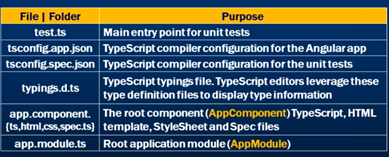 File | Folder Purpose
test.ts Main entry point for unit tests
tsconfig.app.json TypeScript compiler configuration for the Angular app
tsconfig.spec.json TypeScript compiler configuration for the unit tests
typings.d.ts TypeScript typings file. TypeScript editors leverage these
type definition files to display type information
app.component. The root component (AppComponent) TypeScript, HTML
{ts,html,css,spec.ts} template, StyleSheet and Spec files
app.module.ts Root application module (AppModule)